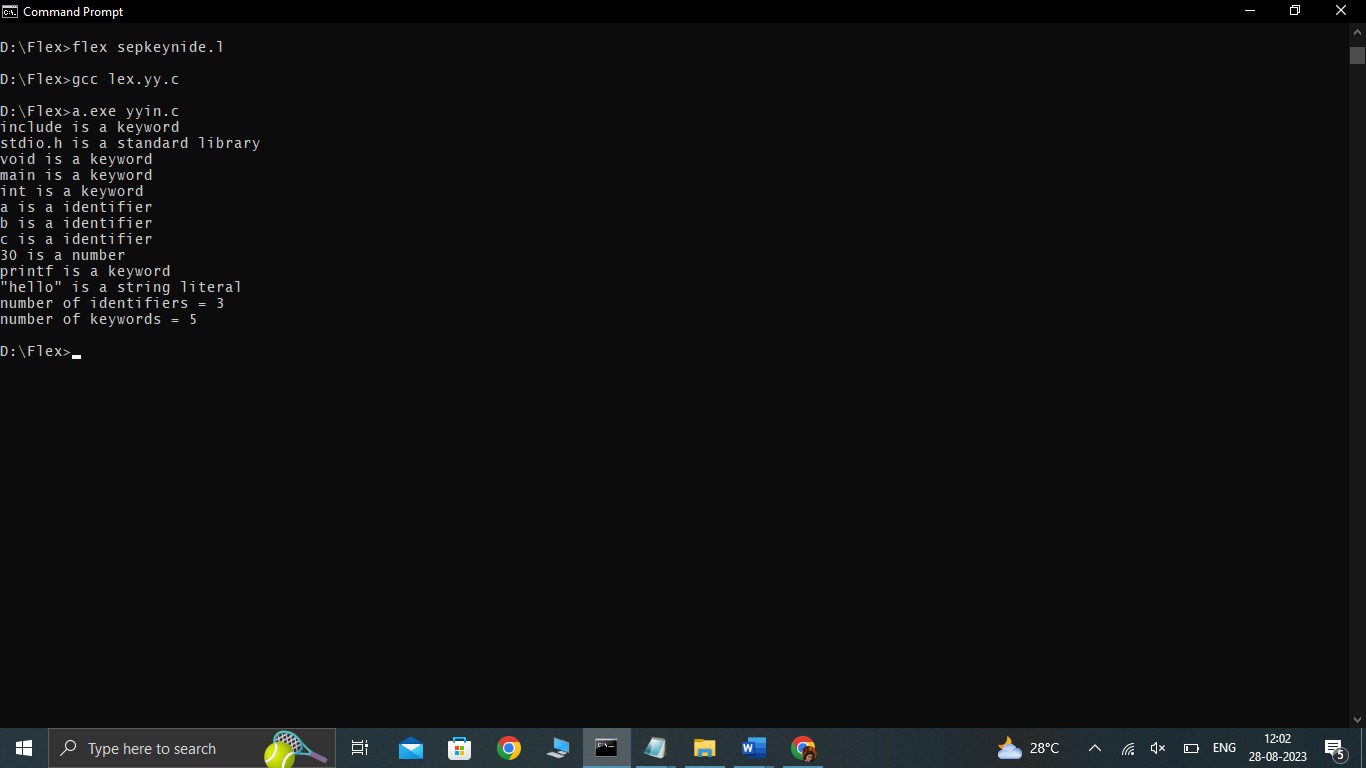 Command Prompt
D:\Flex>flex sepkeynide.l
D:\Flex>gcc lex.yy.c
D:\Flex>a.exe yyin.c
include is a keyword
stdio.h is a standard library
void is a keyword
main is a keyword
int is a keyword
a is a identifier
b is a identifier
c is a identifier
30 is a number
printf is a keyword
"hello" is a string literal
number of identifiers = 3
number of keywords = 5
D:\Flex>
Type here to search
28°C
ENG
12:02
28-08-2023
5